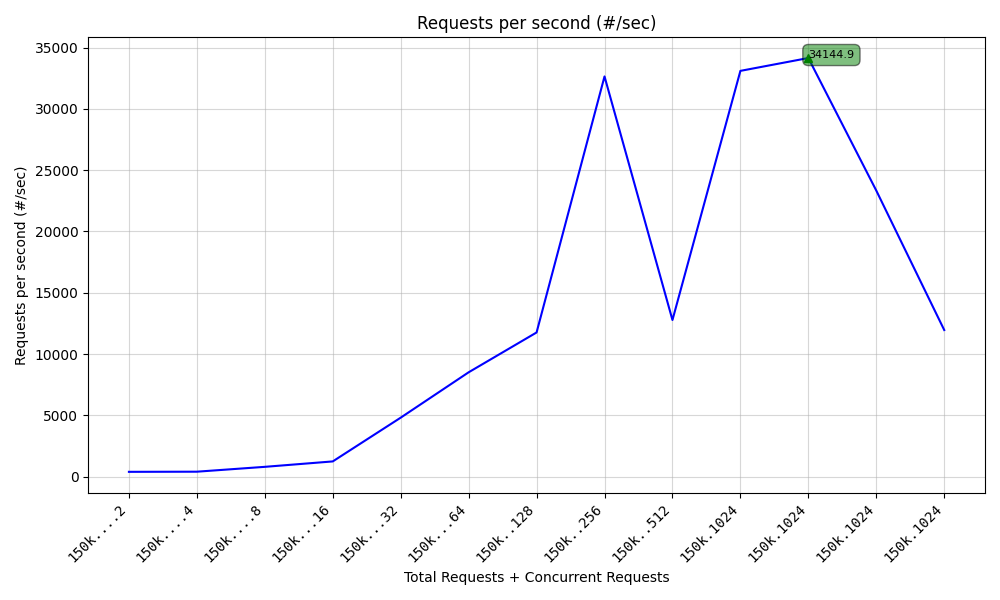 Requests per second (#/sec)
35000
30000
25000
20000
15000
10000
5000
0
Requests per second (#/sec)
34144.9
150k....2
150k....4
150k....8
150k...16
150k...32
150k...64
150k..128
150k..256
150k..512
150k.1024
150k.1024
150k.1024
150k.1024
Total Requests + Concurrent Requests